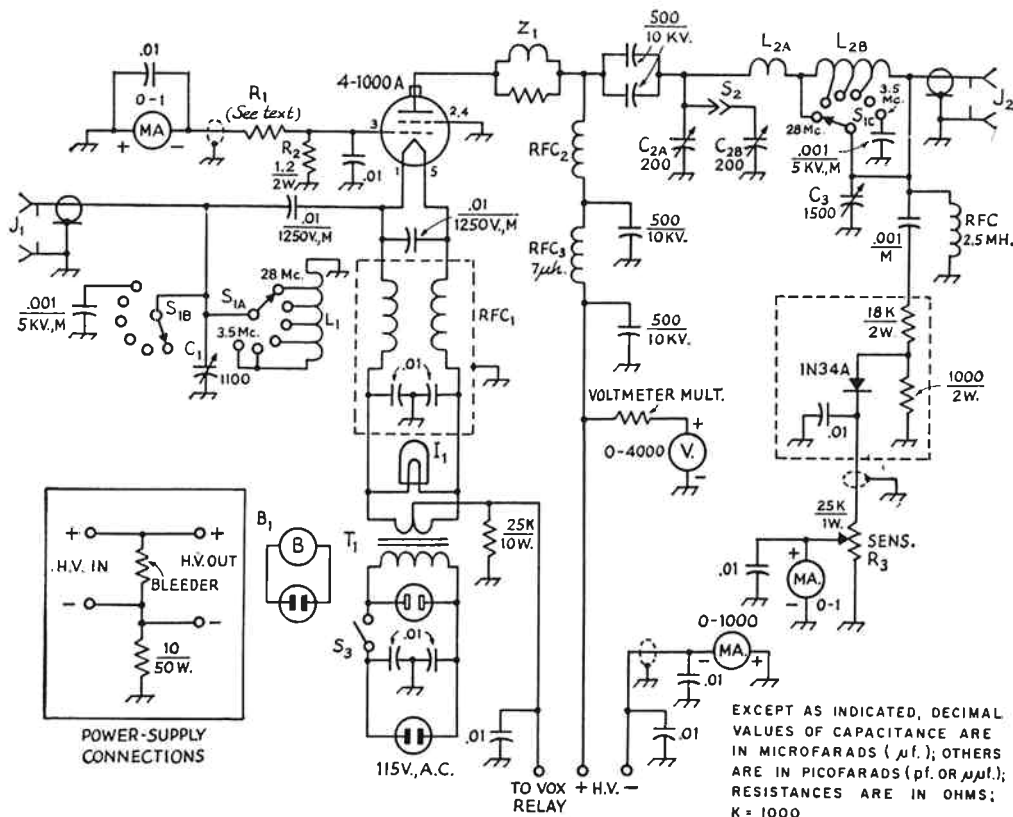 .01
0-1
MA
+
-
R1
(See text)
R2
1.2
2W.
.01
4-1000A
3
2,4
1
5
Z1
500
10 KV.
L2A
L2B
S2
C2A
200
C2B
200
3.5
Mc.
28 Mc.
S1C
.001
5 KV., M
C3
1500
J2
RFC2
RFC3
7μh.
500
10KV.
500
10KV.
.001
M
RFC
2.5 MH.
J1
.01
1250V., M
.01
1250V., M
28 Mc.
S1A
3.5 Mc.
L1
S1B
.001
5KV., M
C1
1100
RFC1
.01
I1
T1
25K
10W.
B1
B
S3
.01
115V., A.C.
VOLTMETER MULT.
0-4000
V.
+
-
18K
2W.
1N34A
1000
2W.
.01
25K
1W.
SENS.
R3
.01
+
MA.
-
0-1
0-1000
-
MA.
+
.01
.01
.01
TO VOX
RELAY
+ H.V. -
+
+
H.V. IN
H.V. OUT
BLEEDER
-
-
10
50W.
POWER-SUPPLY
CONNECTIONS
EXCEPT AS INDICATED, DECIMAL
VALUES OF CAPACITANCE ARE
IN MICROFARADS ( μf.); OTHERS
ARE IN PICOFARADS (pf. OR μμf.);
RESISTANCES ARE IN OHMS;
K = 1000